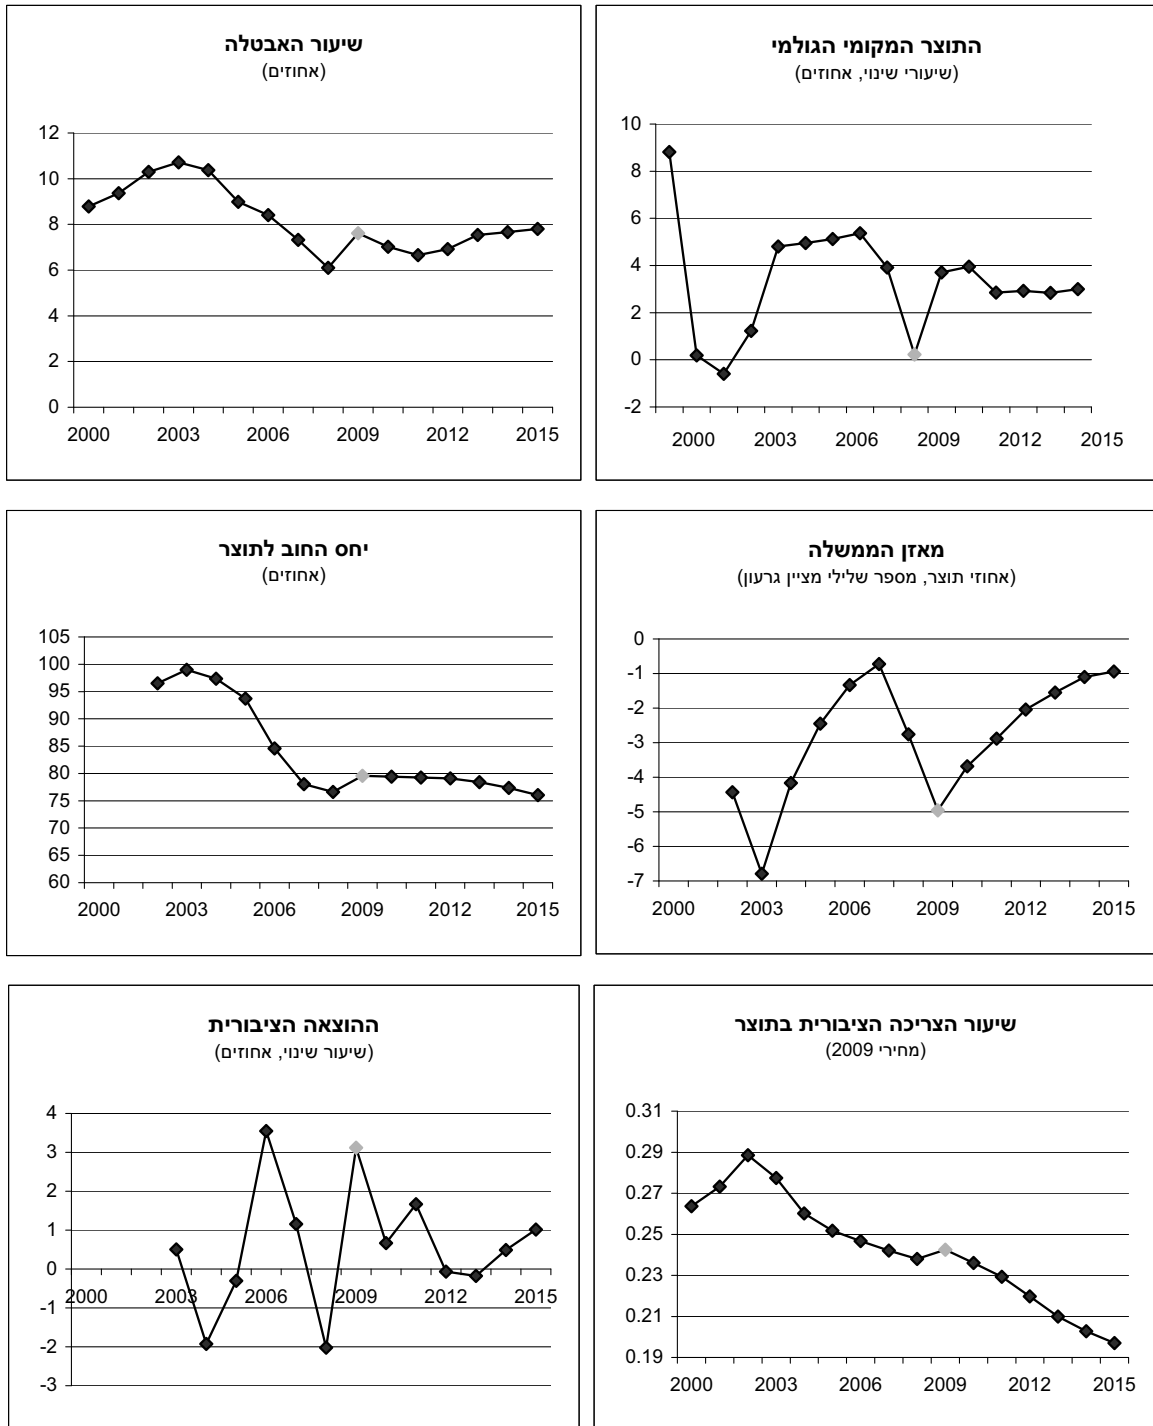 התוצר המקומי הגולמי
(שיעורי שינוי, אחוזים)
10
8
6
4
2
0
-2
2000 2003 2006 2009 2012 2015
שיעור האבטלה
(אחוזים)
12
10
8
6
4
2
0
2000 2003 2006 2009 2012 2015
מאזן הממשלה
(אחוזי תוצר, מספר שלילי מציין גרעון)
0
-1
-2
-3
-4
-5
-6
-7
2000 2003 2006 2009 2012 2015
יחס החוב לתוצר
(אחוזים)
105
100
95
90
85
80
75
70
65
60
2000 2003 2006 2009 2012 2015
שיעור הצריכה הציבורית בתוצר
(מחירי 2009)
0.31
0.29
0.27
0.25
0.23
0.21
0.19
2000 2003 2006 2009 2012 2015
ההוצאה הציבורית
(שיעור שינוי, אחוזים)
4
3
2
1
0
-1
-2
-3
2000 2003 2006 2009 2012 2015